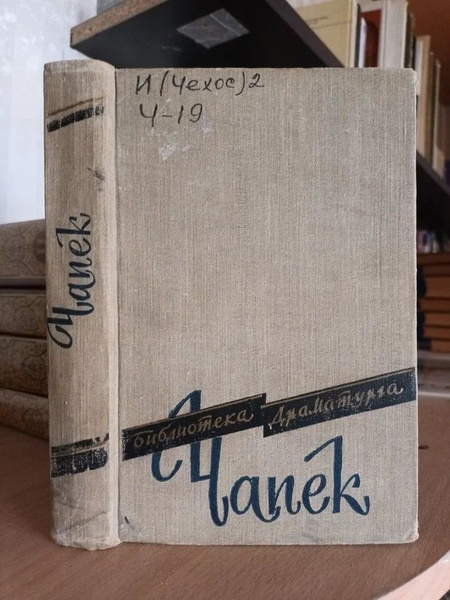 И (Чехос) 2
Ч-19
Чапек
библиотека драматурга
Чапек